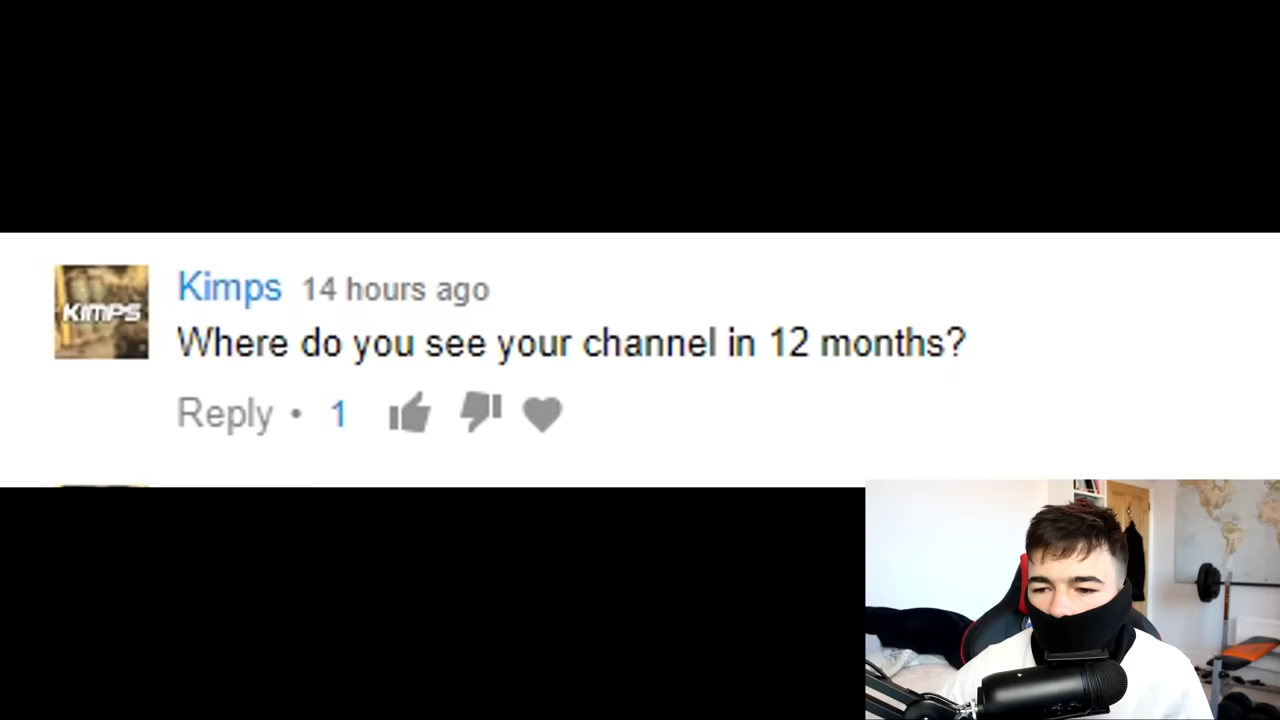 KIMPS
Kimps 14 hours ago
Where do you see your channel in 12 months?
Reply • 1